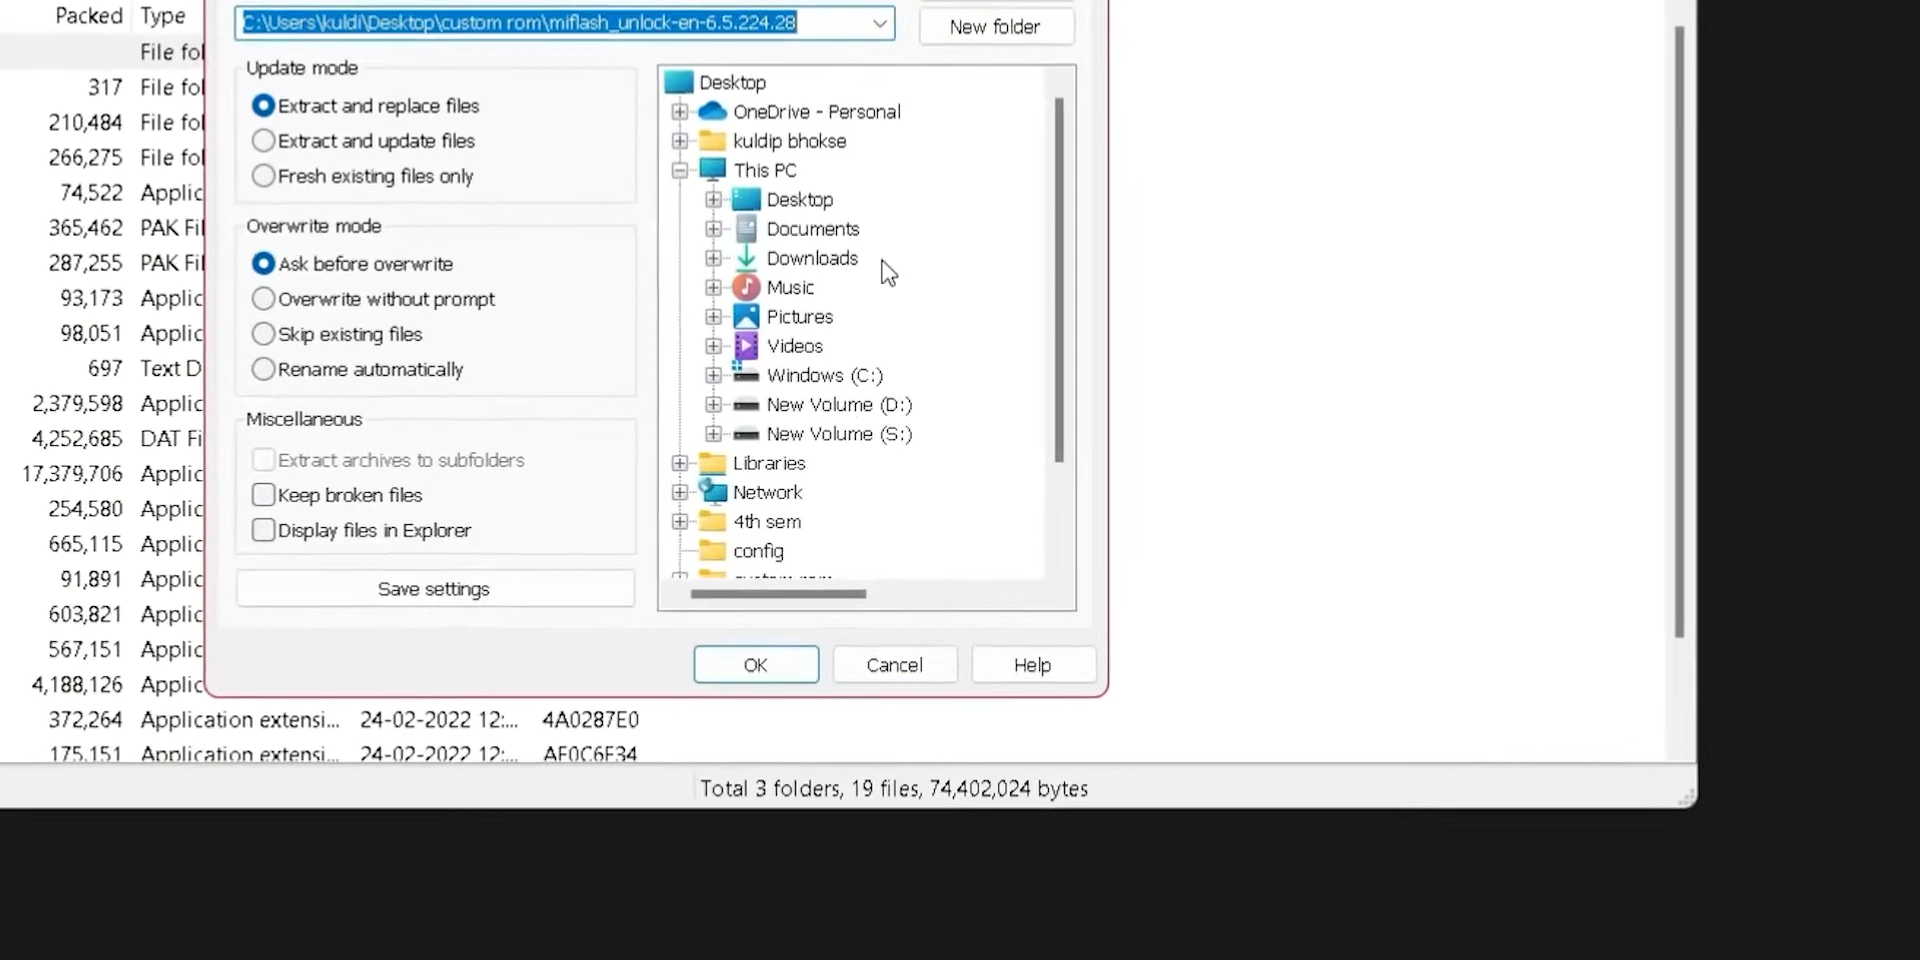 Packed Type
C:\Users\kuldi\Desktop\custom rom\miflash_unlock-en-6.5.224.28
New folder
File fol
317 File fol
210,484 File fol
266,275 File fol
74,522 Applic
365,462 PAK Fil
287,255 PAK Fil
93,173 Applic
98,051 Applic
697 Text D
2,379,598 Applic
4,252,685 DAT Fi
17,379,706 Applic
254,580 Applic
665,115 Applic
91,891 Applic
603,821 Applic
567,151 Applic
4,188,126 Applic
372,264 Application extensi... 24-02-2022 12:... 4A0287E0
175,151 Application extensi... 24-02-2022 12:... AF0C6F34
Update mode
Extract and replace files
Extract and update files
Fresh existing files only
Overwrite mode
Ask before overwrite
Overwrite without prompt
Skip existing files
Rename automatically
Miscellaneous
Extract archives to subfolders
Keep broken files
Display files in Explorer
Save settings
Desktop
OneDrive - Personal
kuldip bhokse
This PC
Desktop
Documents
Downloads
Music
Pictures
Videos
Windows (C:)
New Volume (D:)
New Volume (S:)
Libraries
Network
4th sem
config
custom rom
OK Cancel Help
Total 3 folders, 19 files, 74,402,024 bytes